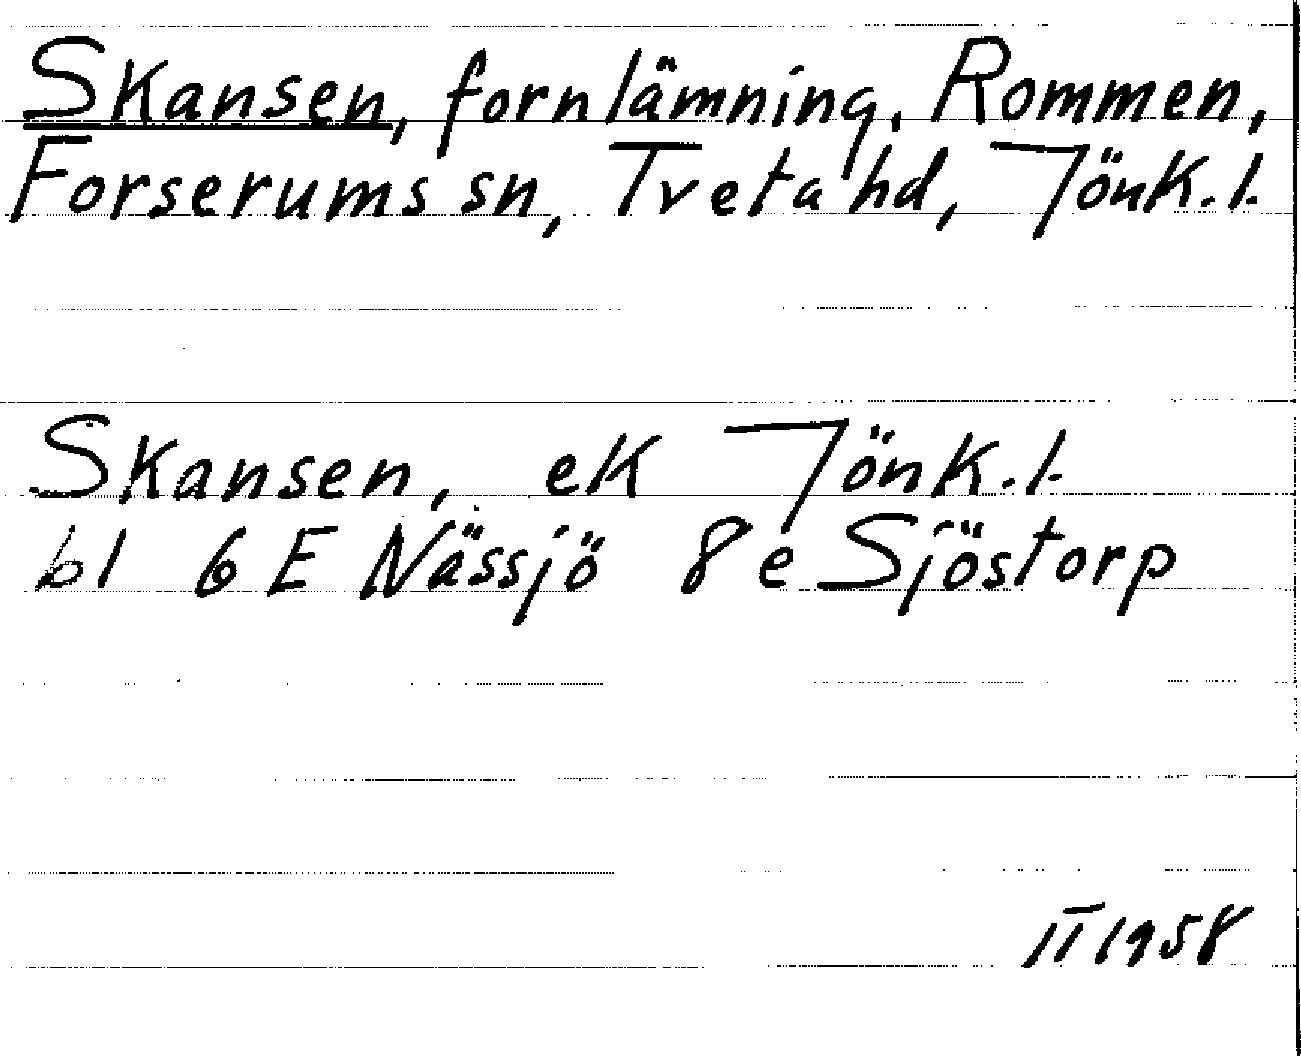 Skansen, fornlämning, Rommen,
Forserums sn, Tveta hd, Jönk.l.
Skansen, ek Jönk.l.
bl 6 E Nässjö 8 e Sjöstorp
II 1958